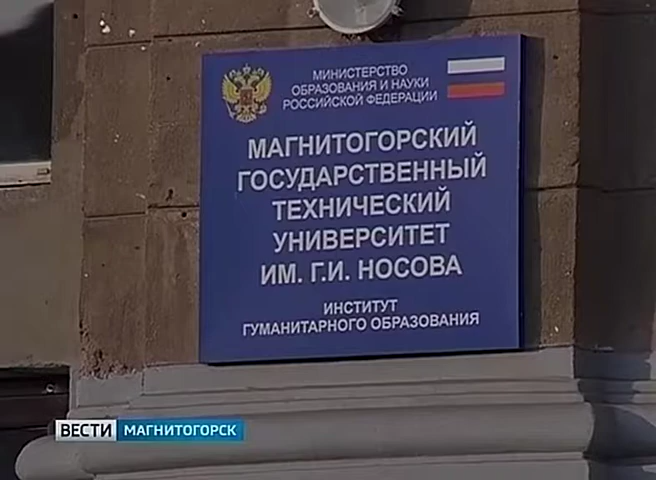 МИНИСТЕРСТВО
ОБРАЗОВАНИЯ И НАУКИ
РОССИЙСКОЙ ФЕДЕРАЦИИ
МАГНИТОГОРСКИЙ
ГОСУДАРСТВЕННЫЙ
ТЕХНИЧЕСКИЙ
УНИВЕРСИТЕТ
ИМ. Г.И. НОСОВА
ИНСТИТУТ
ГУМАНИТАРНОГО ОБРАЗОВАНИЯ
ВЕСТИ МАГНИТОГОРСК